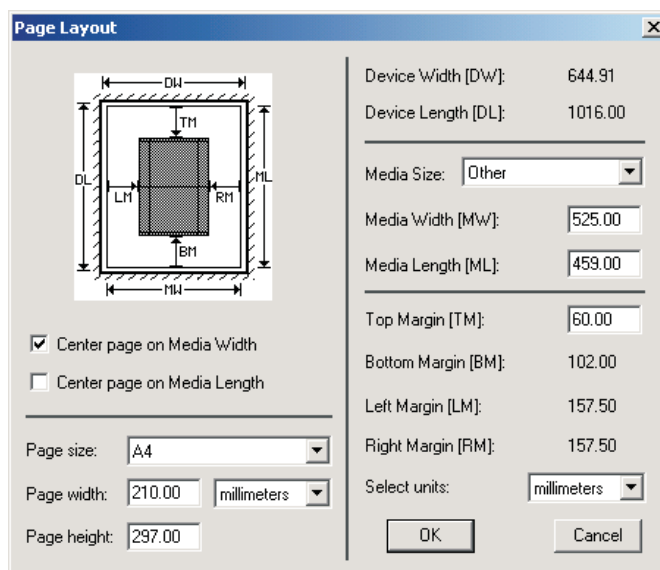 Page Layout
DW
TM
DL
ML
LM
RM
BM
MW
Center page on Media Width
Center page on Media Length
Page size: A4
Page width: 210.00 millimeters
Page height: 297.00
Device Width [DW]: 644.91
Device Length [DL]: 1016.00
Media Size: Other
Media Width [MW]: 525.00
Media Length [ML]: 459.00
Top Margin [TM]: 60.00
Bottom Margin [BM]: 102.00
Left Margin [LM]: 157.50
Right Margin [RM]: 157.50
Select units: millimeters
OK Cancel